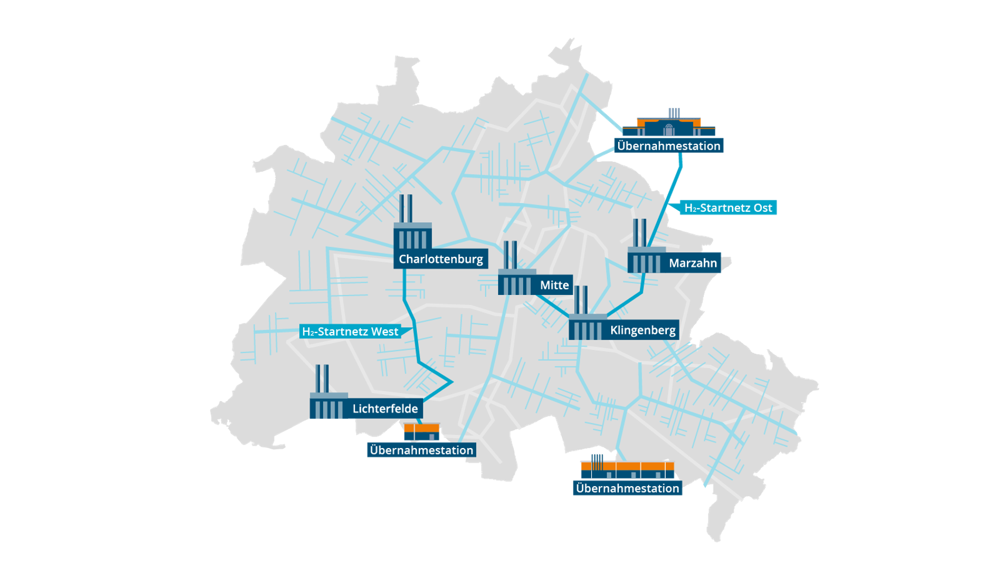 Übernahmestation
H₂-Startnetz Ost
Charlottenburg
Marzahn
Mitte
Klingenberg
H₂-Startnetz West
Lichterfelde
Übernahmestation
Übernahmestation